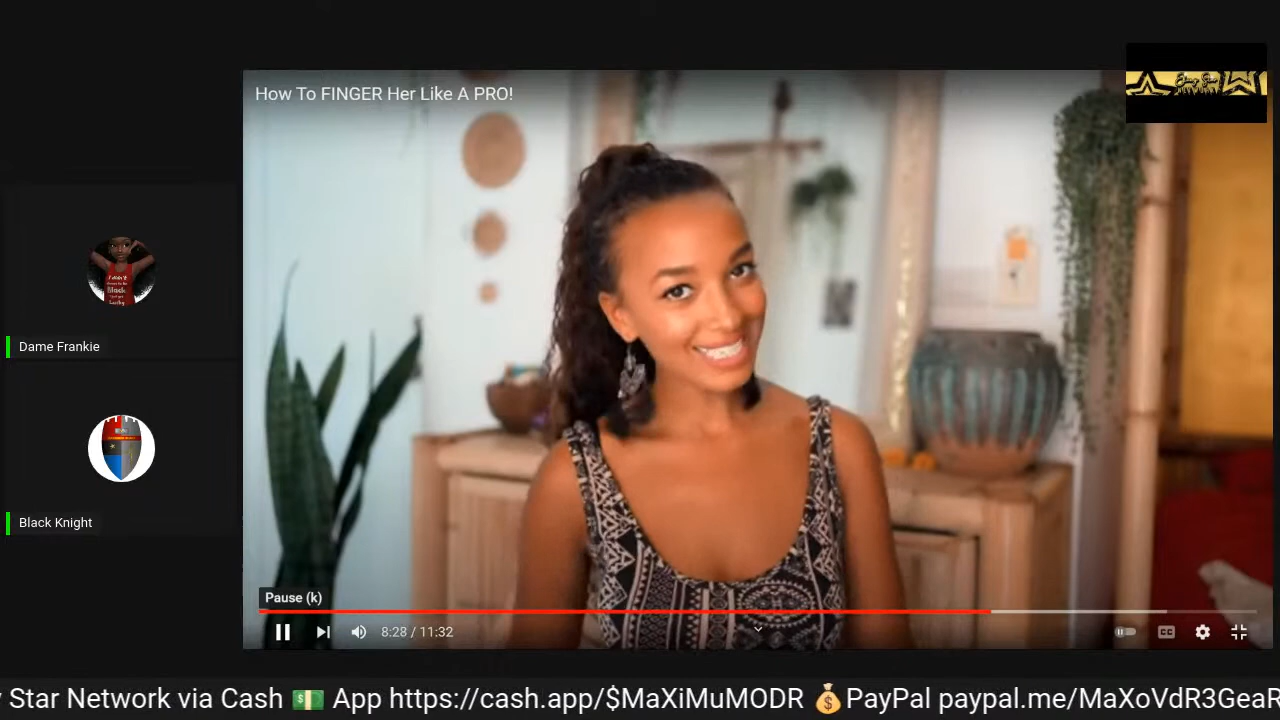 How To FINGER Her Like A PRO!
Dame Frankie
Black Knight
Pause (k)
8:28 / 11:32
CC
Star Network via Cash 💵 App https://cash.app/$MaXiMuMODR 💰PayPal paypal.me/MaXoVdR3GeaR